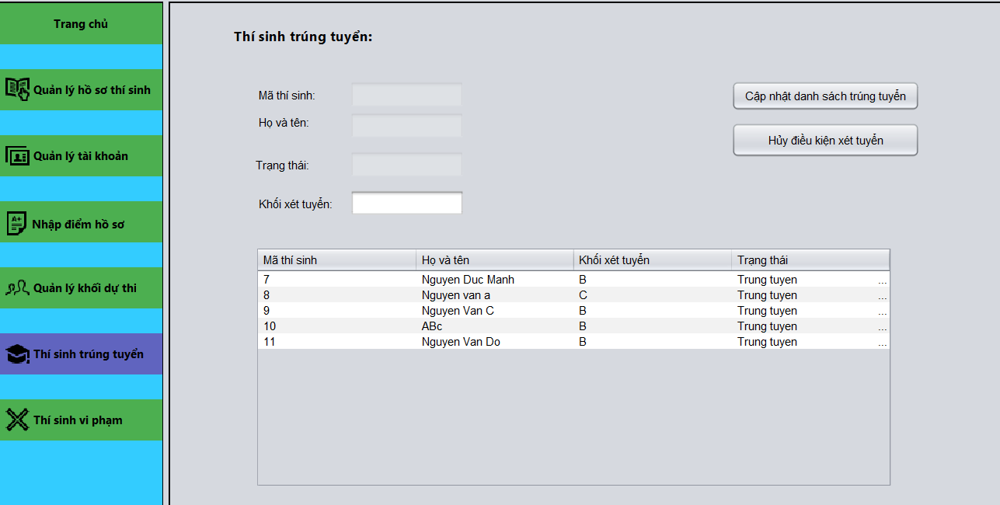 Trang chủ
Quản lý hồ sơ thí sinh
Quản lý tài khoản
Nhập điểm hồ sơ
Quản lý khối dự thi
Thí sinh trúng tuyển
Thí sinh vi phạm
Thí sinh trúng tuyển:
Mã thí sinh:
Họ và tên:
Trạng thái:
Khối xét tuyển:
Cập nhật danh sách trúng tuyển
Hủy điều kiện xét tuyển
Mã thí sinh Họ và tên Khối xét tuyển Trạng thái
7 Nguyen Duc Manh B Trung tuyen ...
8 Nguyen van a C Trung tuyen ...
9 Nguyen Van C B Trung tuyen ...
10 ABc B Trung tuyen ...
11 Nguyen Van Do B Trung tuyen ...